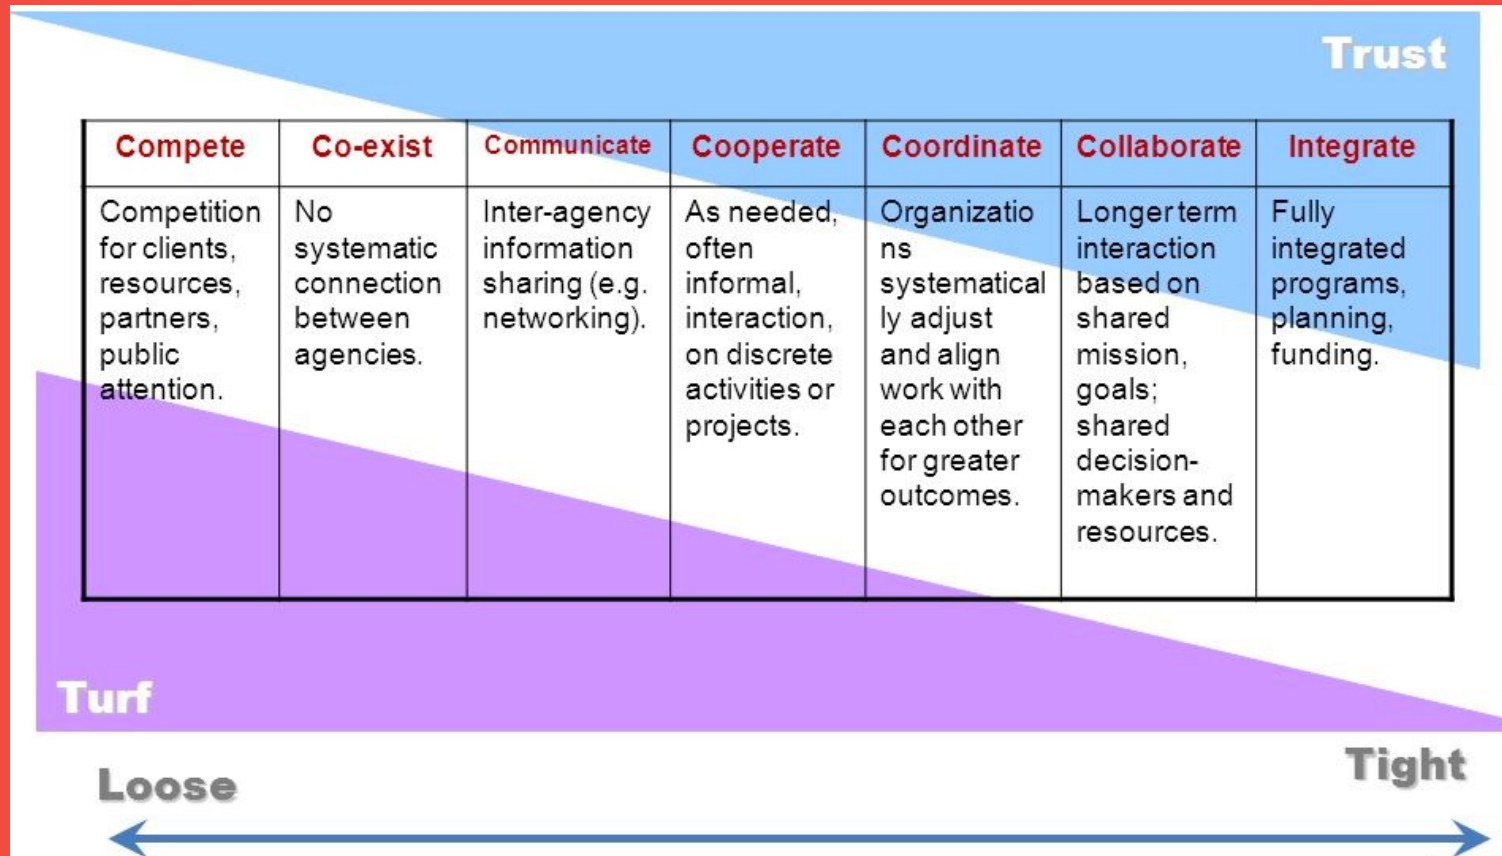 Trust
Compete
Co-exist
Communicate
Cooperate
Coordinate
Collaborate
Integrate
Competition
for clients,
resources,
partners,
public
attention.
No
systematic
connection
between
agencies.
Inter-agency
information
sharing (e.g.
networking).
As needed,
often
informal,
interaction,
on discrete
activities or
projects.
Organizatio
ns
systematical
ly adjust
and align
work with
each other
for greater
outcomes.
Longer term
interaction
based on
shared
mission,
goals;
shared
decision-
makers and
resources.
Fully
integrated
programs,
planning,
funding.
Turf
Loose
Tight